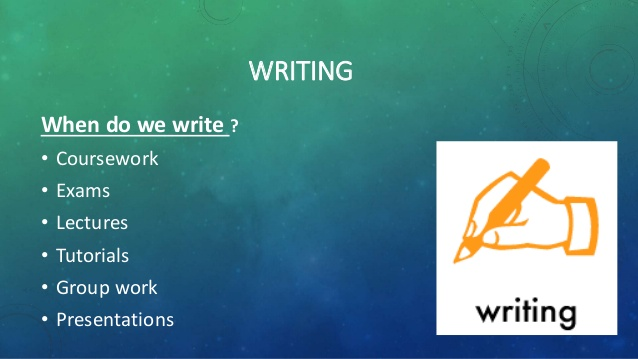 WRITING
When do we write ?
• Coursework
• Exams
• Lectures
• Tutorials
• Group work
• Presentations
writing